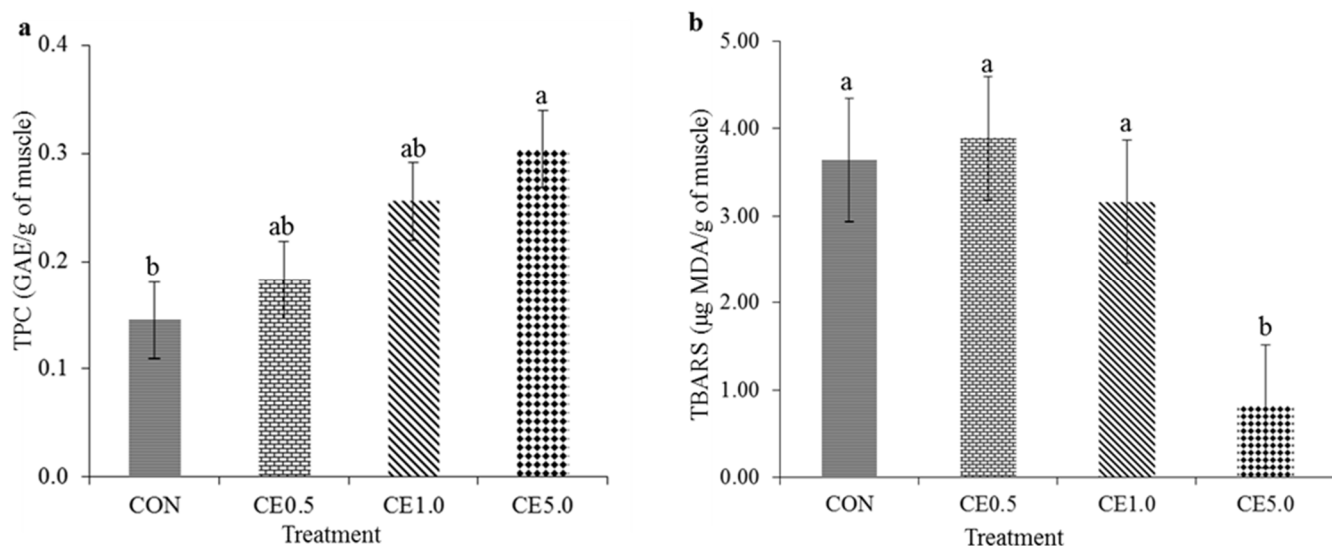 a
TPC (GAE/g of muscle)
0.4
0.3
0.2
0.1
0.0
b
ab
ab
a
CON CE0.5 CE1.0 CE5.0
Treatment
b
TBARS (µg MDA/g of muscle)
5.00
4.00
3.00
2.00
1.00
0.00
a
a
a
b
CON CE0.5 CE1.0 CE5.0
Treatment